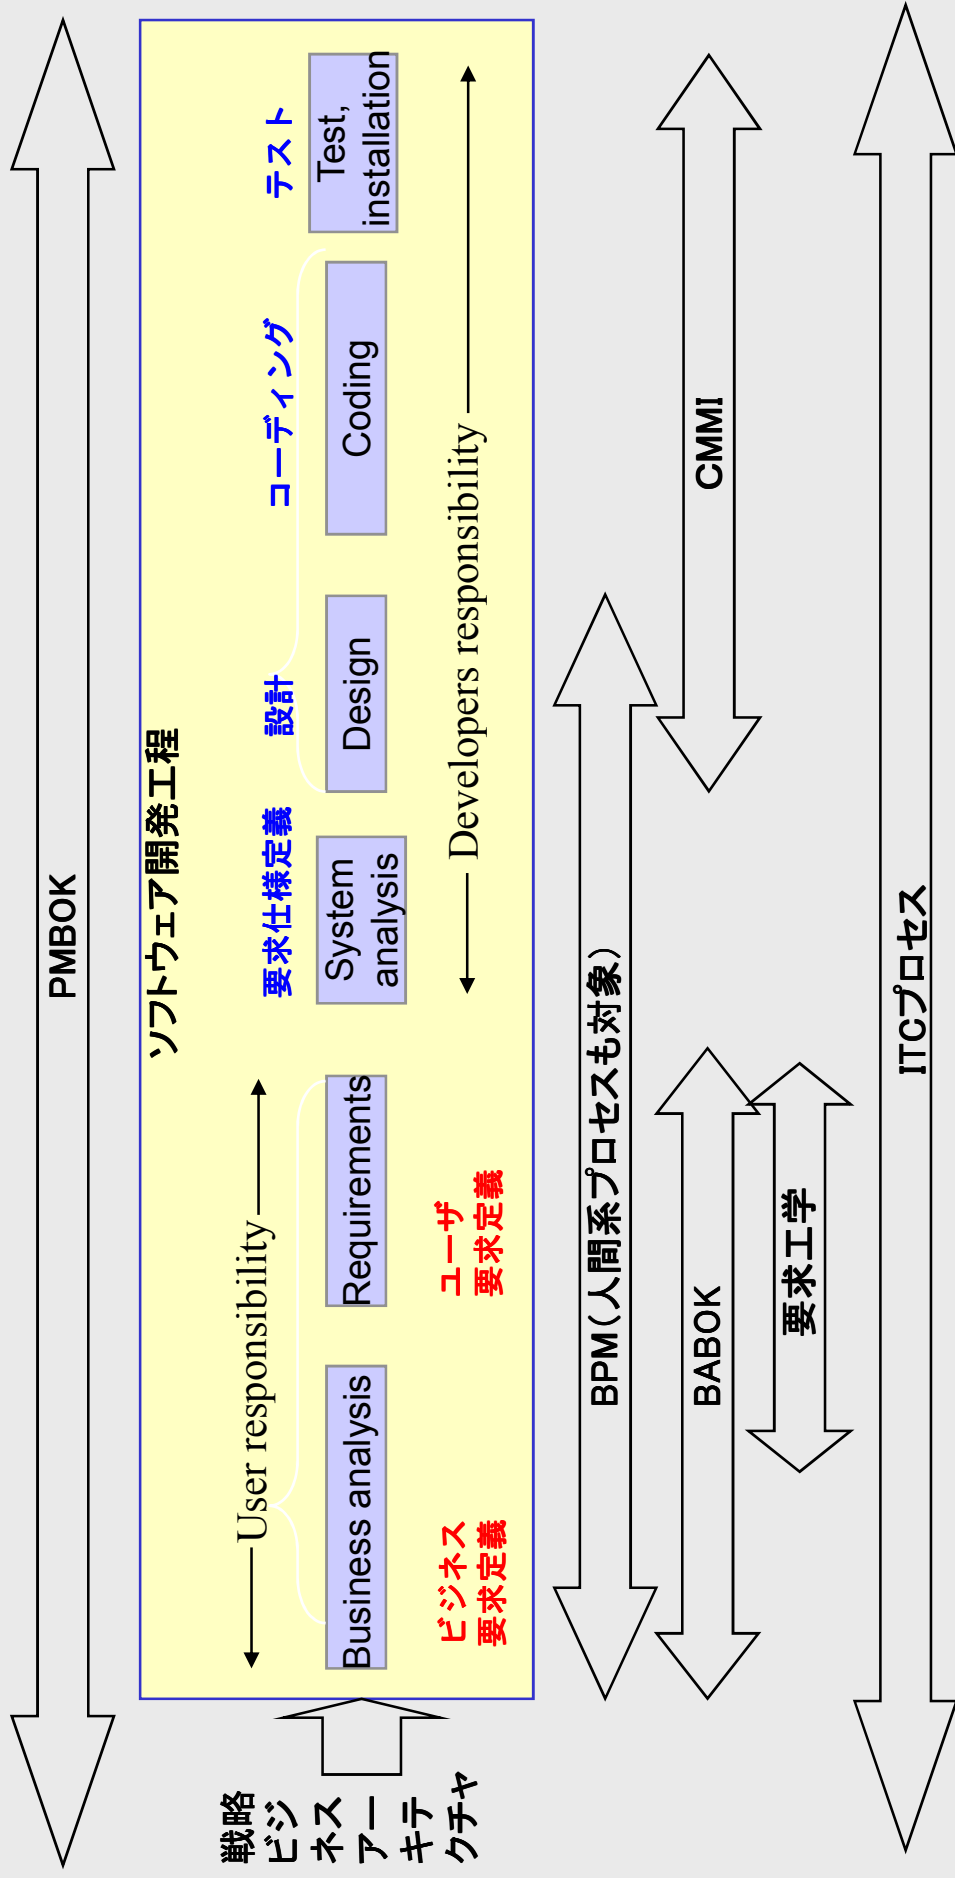 PMBOK
ソフトウェア開発工程
戦略
ビジ
ネス
アー
キテ
クチャ
User responsibility
要求仕様定義
設計
コーディング
テスト
Business analysis
Requirements
System
analysis
Design
Coding
Test,
installation
ビジネス
要求定義
ユーザ
要求定義
Developers responsibility
BPM(人間系プロセスも対象)
BABOK
CMMI
要求工学
ITCプロセス